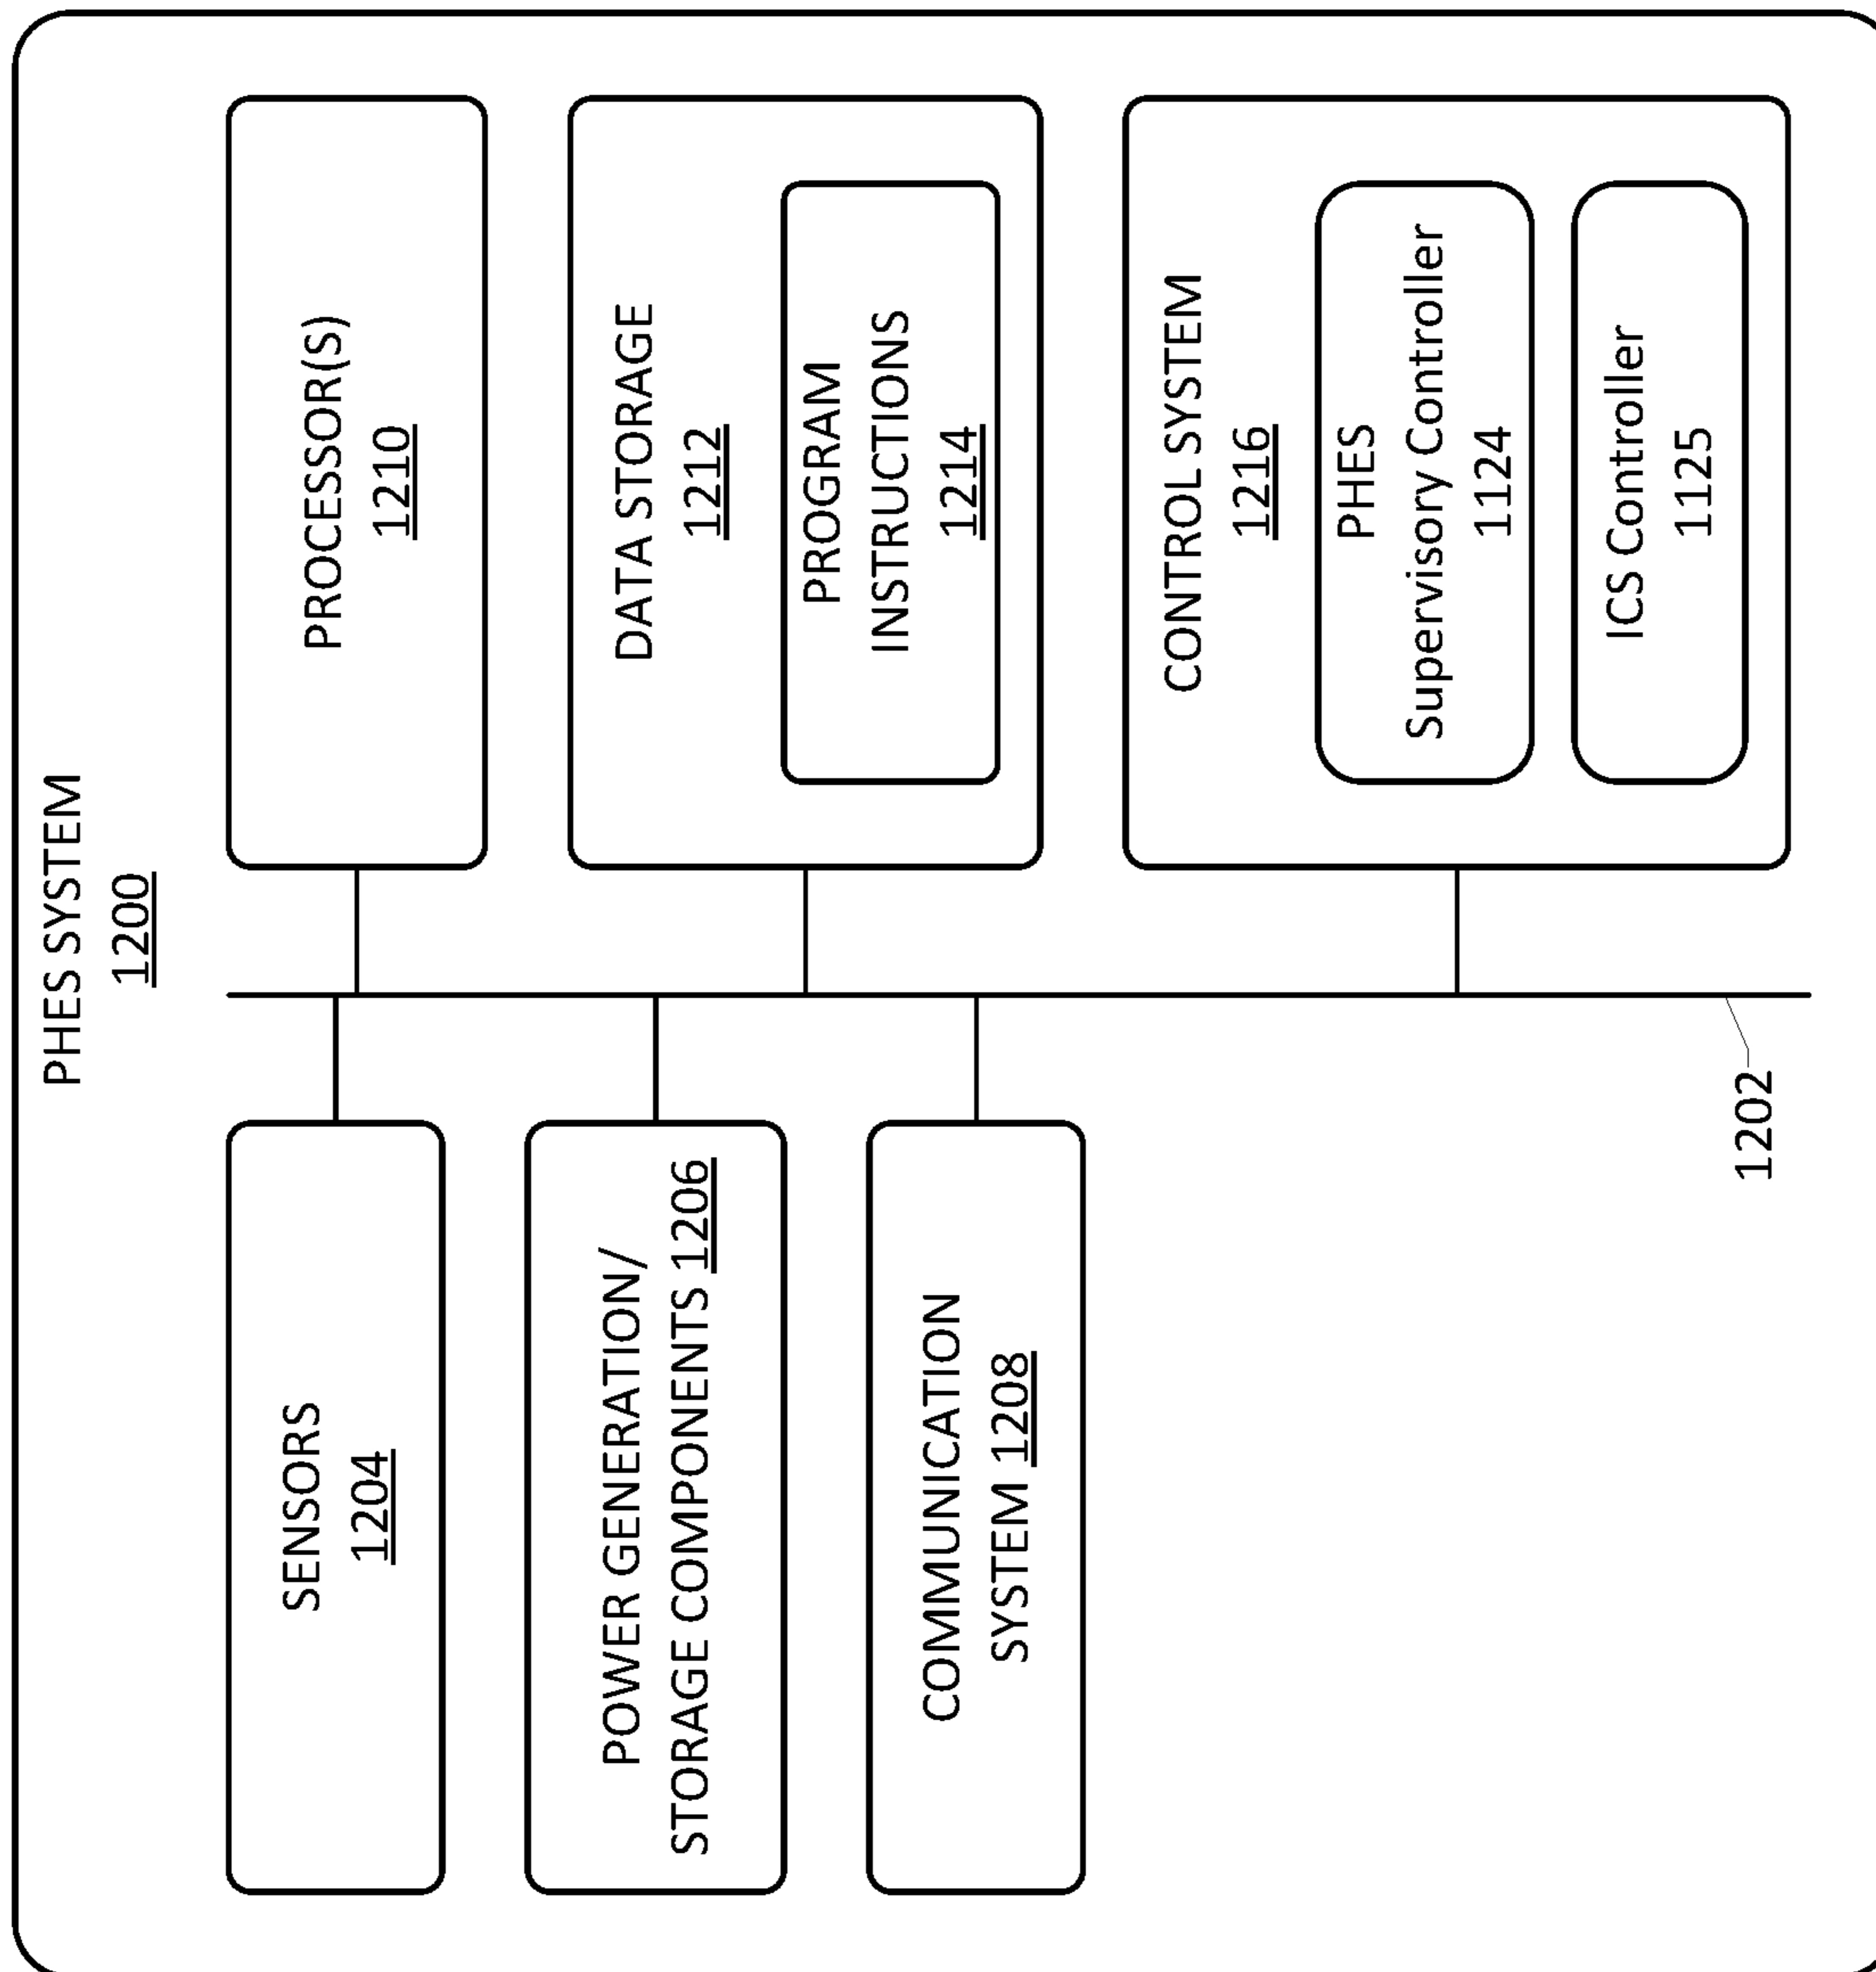 PHES SYSTEM
1200
SENSORS
1204
POWER GENERATION/
STORAGE COMPONENTS 1206
COMMUNICATION
SYSTEM 1208
PROCESSOR(S)
1210
DATA STORAGE
1212
PROGRAM
INSTRUCTIONS
1214
CONTROL SYSTEM
1216
PHES
Supervisory Controller
1124
ICS Controller
1125
1202